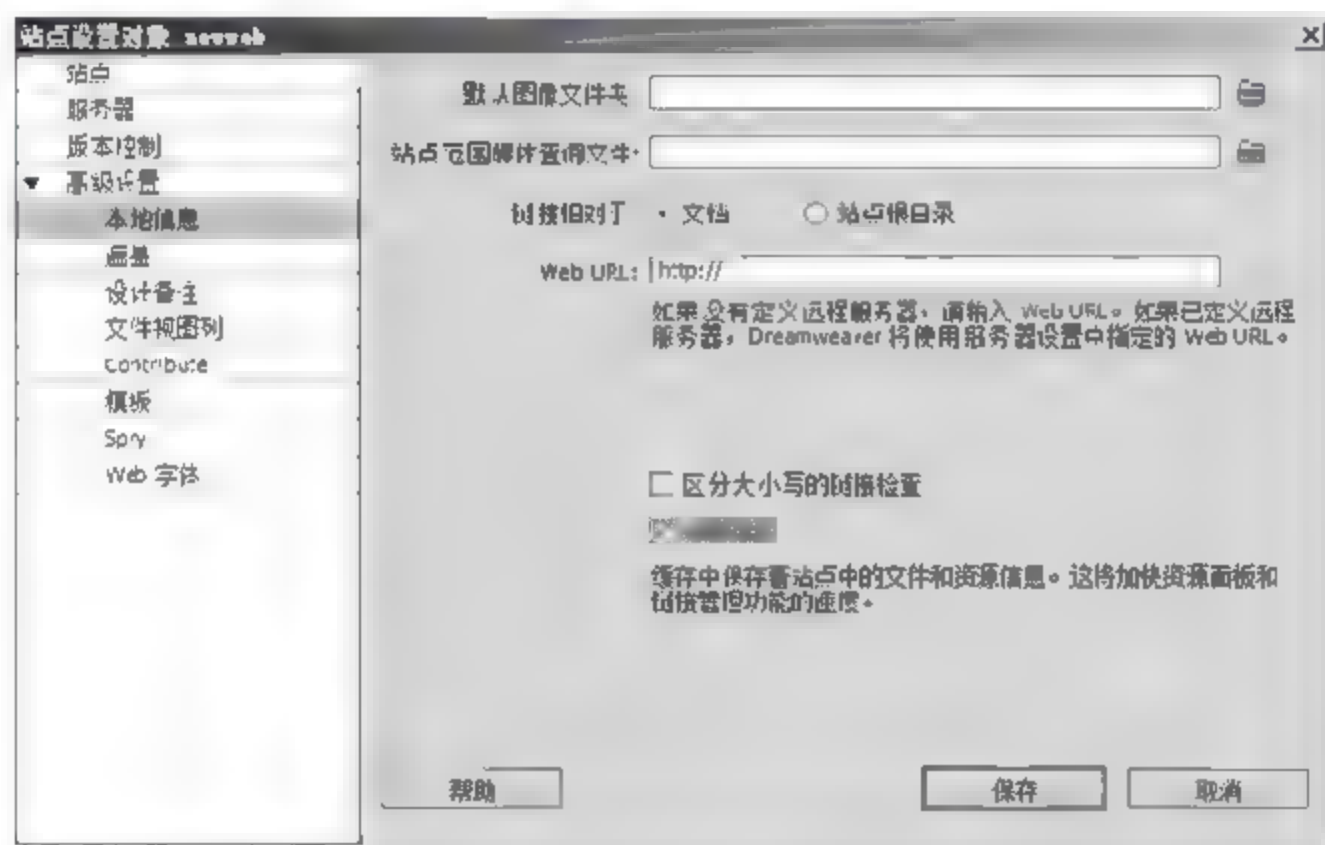 站点设置对象 newweb
站点
服务器
版本控制
高级设置
本地信息
遮盖
设计备注
文件视图列
Contribute
模板
Spry
Web 字体
默认图像文件夹
站点范围媒体查询文件:
链接相对于
文档
站点根目录
Web URL:
http://
如果没有定义远程服务器，请输入 Web URL。如果已定义远程
服务器，Dreamweaver 将使用服务器设置中指定的 Web URL。
区分大小写的链接检查
缓存中保存着站点中的文件和资源信息。这将加快资源面板和
链接管理功能的速度。
帮助
保存
取消